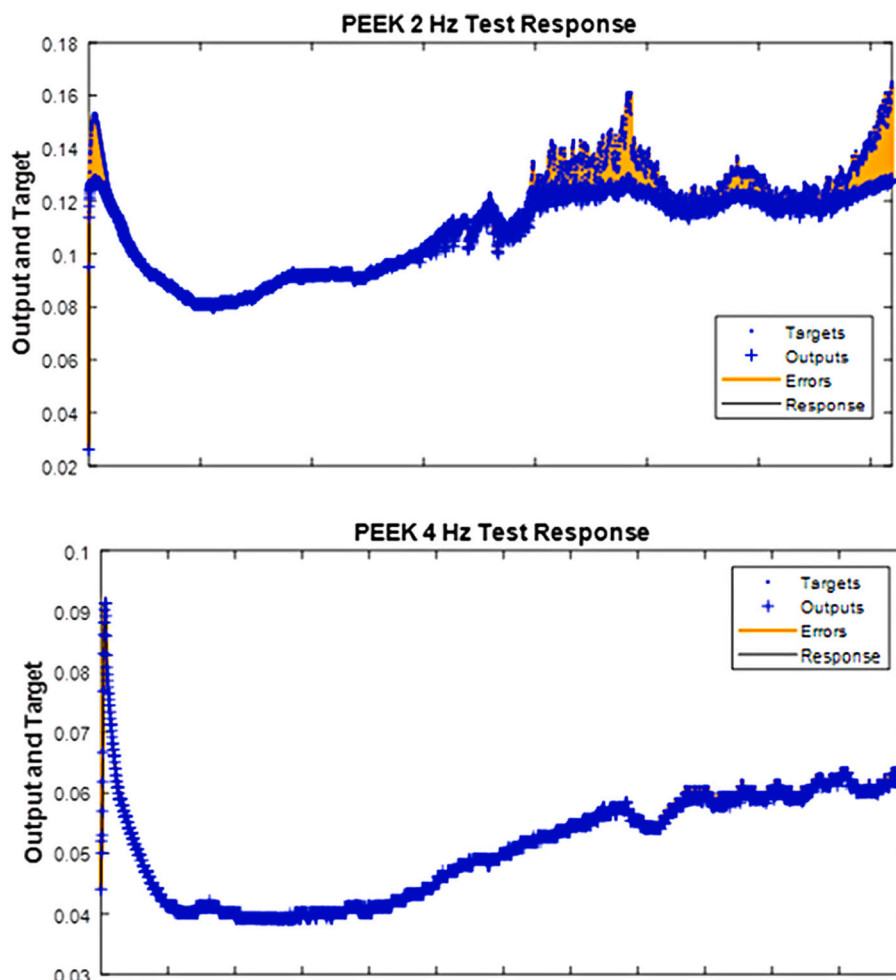 PEEK 2 Hz Test Response
0.18
0.16
0.14
0.12
0.1
0.08
0.06
0.04
0.02
Output and Target
Targets
Outputs
Errors
Response
PEEK 4 Hz Test Response
0.1
0.09
0.08
0.07
0.06
0.05
0.04
0.03
Output and Target
Targets
Outputs
Errors
Response